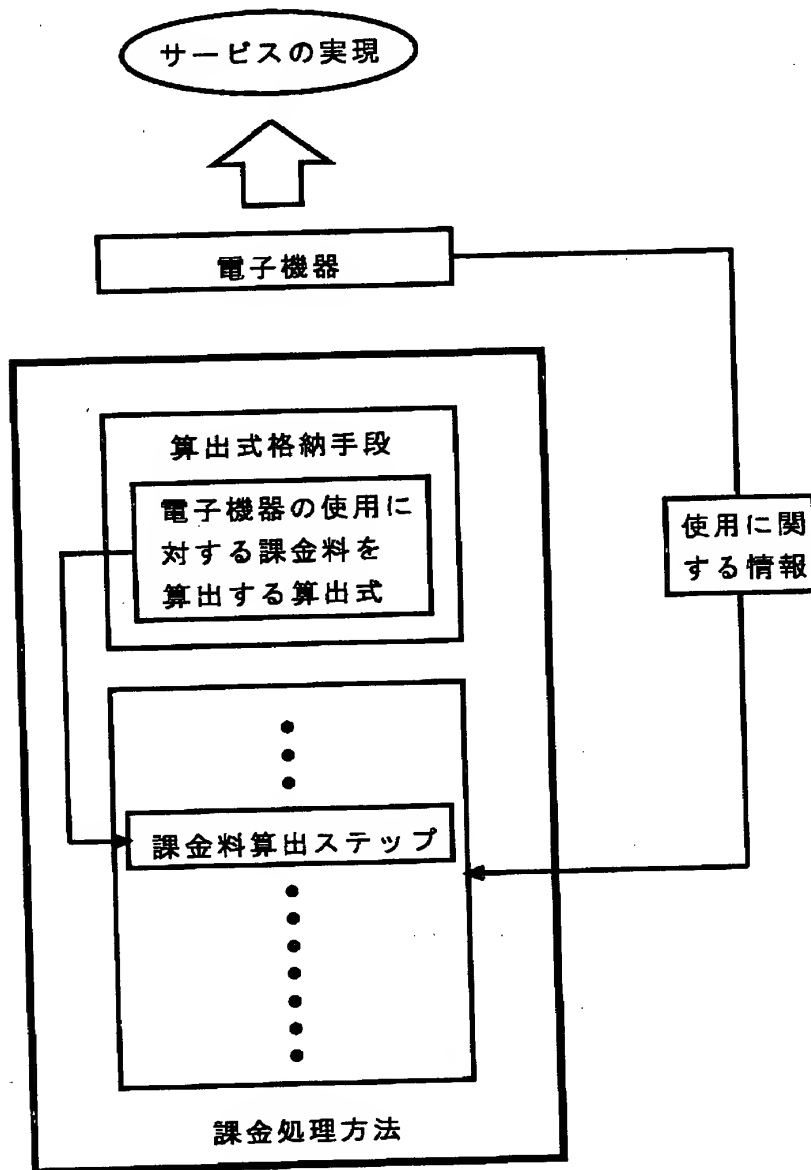 サービスの実現
電子機器
算出式格納手段
電子機器の使用に
対する課金料を
算出する算出式
使用に関
する情報
課金料算出ステップ
課金処理方法